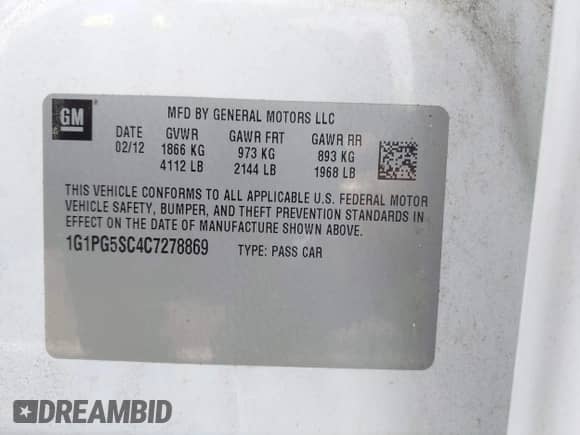 GM
MFD BY GENERAL MOTORS LLC
DATE GVWR GAWR FRT GAWR RR
02/12 1866 KG 973 KG 893 KG
4112 LB 2144 LB 1968 LB
THIS VEHICLE CONFORMS TO ALL APPLICABLE U.S. FEDERAL MOTOR
VEHICLE SAFETY, BUMPER, AND THEFT PREVENTION STANDARDS IN
EFFECT ON THE DATE OF MANUFACTURE SHOWN ABOVE.
1G1PG5SC4C7278869 TYPE: PASS CAR
DREAMBID